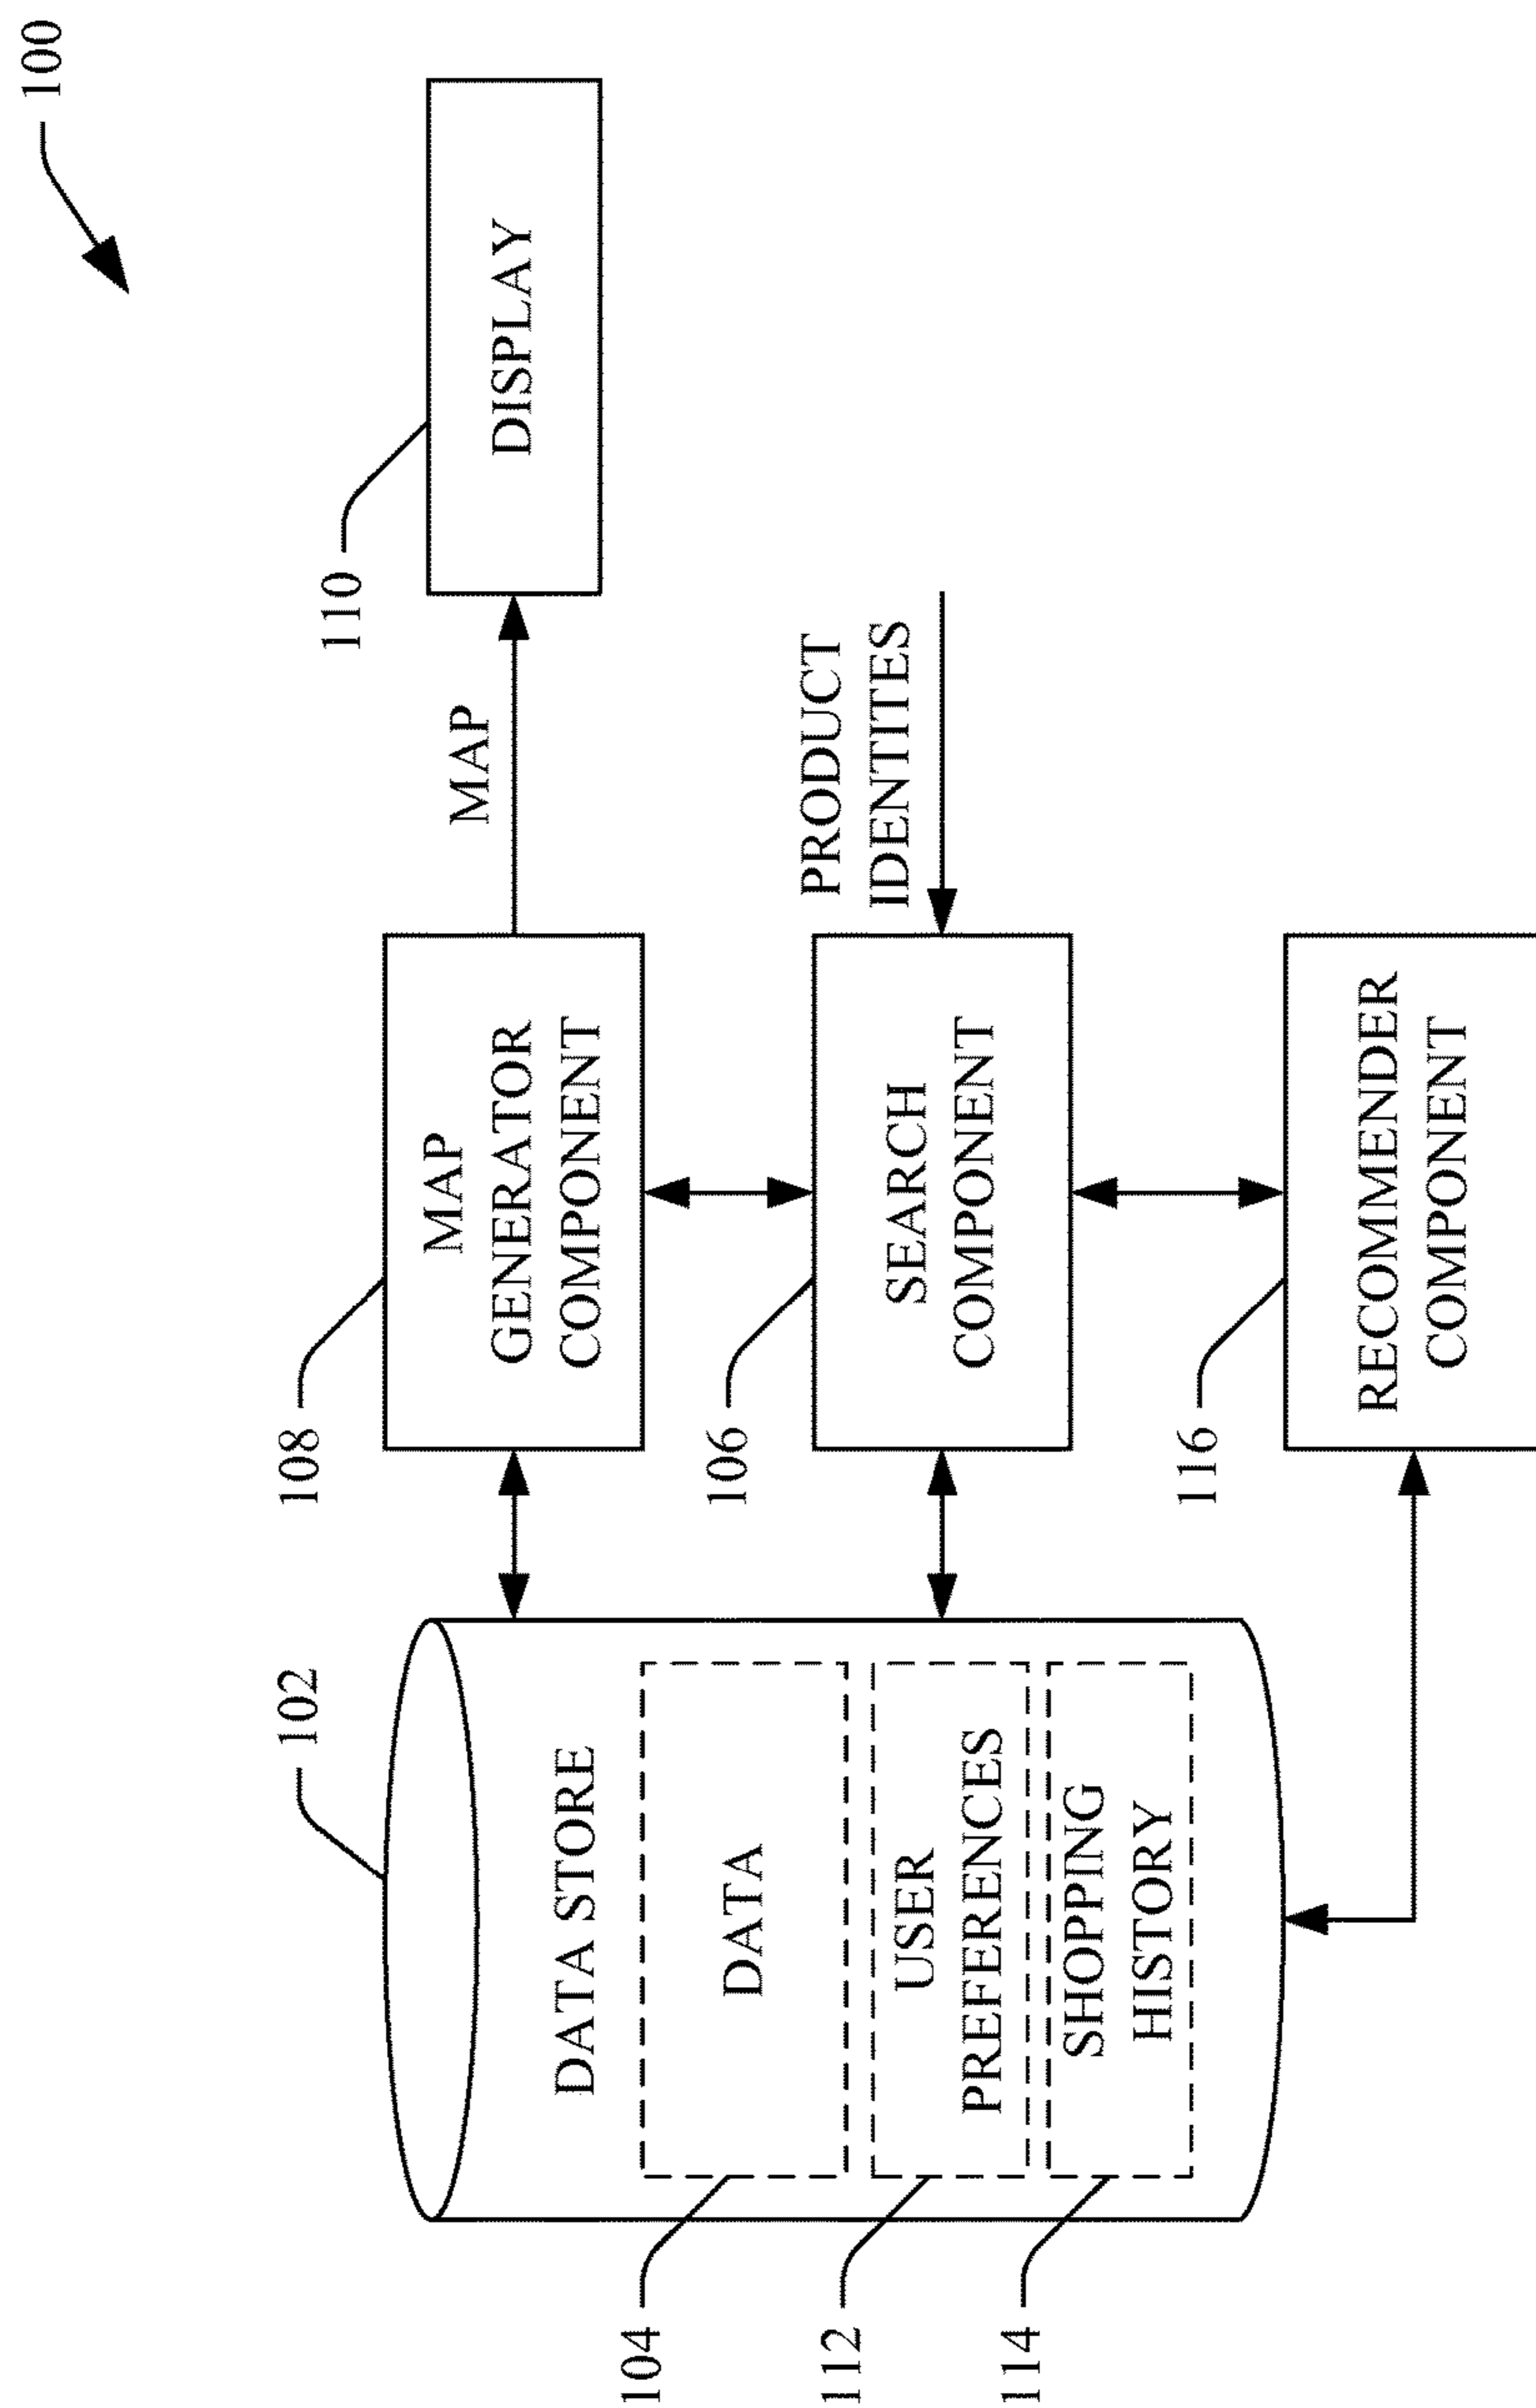 100
102
DATA STORE
DATA
USER
PREFERENCES
SHOPPING
HISTORY
104
112
114
108
MAP
GENERATOR
COMPONENT
MAP
110
DISPLAY
106
SEARCH
COMPONENT
PRODUCT
IDENTITES
116
RECOMMENDER
COMPONENT